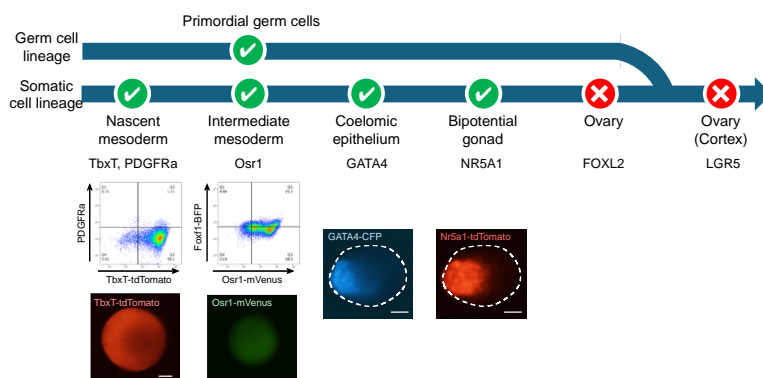 Primordial germ cells
Germ cell
lineage
Somatic
cell lineage
Nascent
mesoderm
Intermediate
mesoderm
Coelomic
epithelium
Bipotential
gonad
Ovary
Ovary
(Cortex)
TbxT, PDGFRa
Osr1
GATA4
NR5A1
FOXL2
LGR5
PDGFRa
TbxT-tdTomato
Foxf1-BFP
Osr1-mVenus
GATA4-CFP
Nr5a1-tdTomato
TbxT-tdTomato
Osr1-mVenus